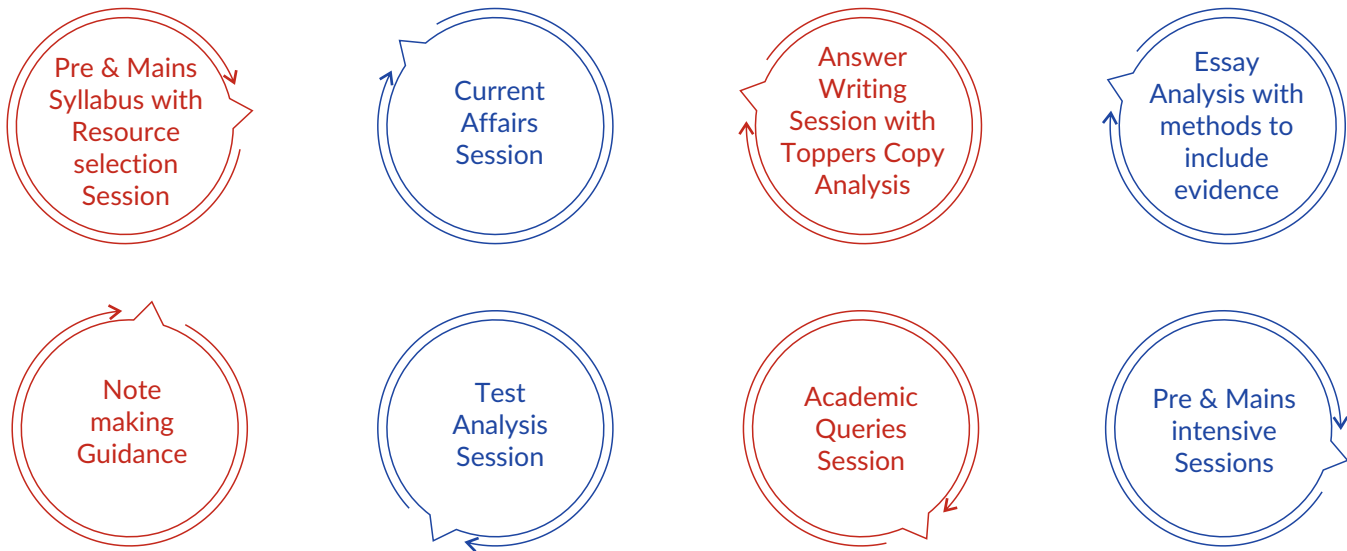 Pre & Mains
Syllabus with
Resource
selection
Session
Current
Affairs
Session
Answer
Writing
Session with
Toppers Copy
Analysis
Essay
Analysis with
methods to
include
evidence
Note
making
Guidance
Test
Analysis
Session
Academic
Queries
Session
Pre & Mains
intensive
Sessions